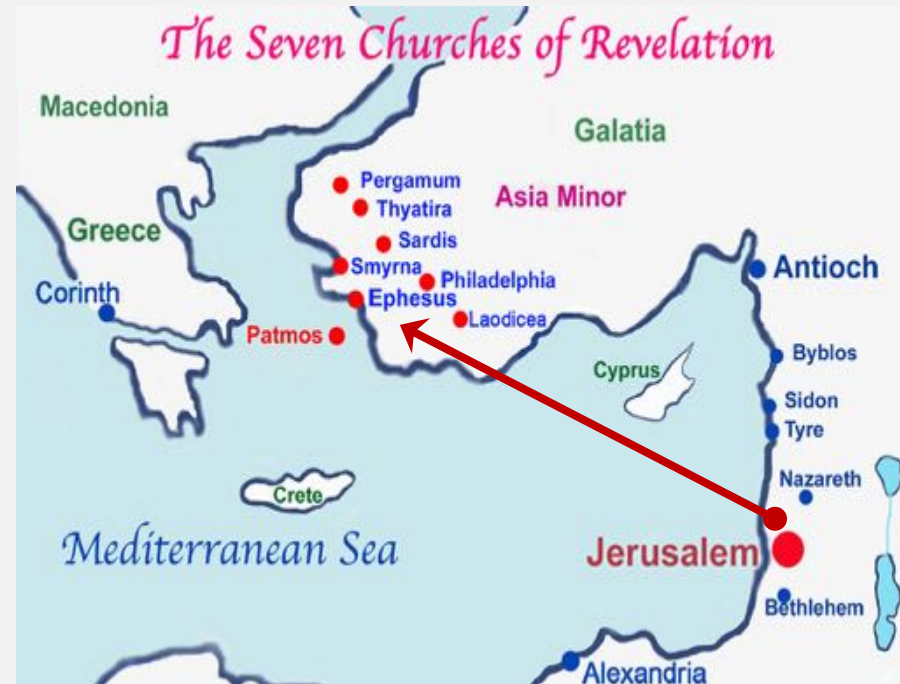 The Seven Churches of Revelation
Macedonia
Galatia
Pergamum
Asia Minor
Thyatira
Greece
Sardis
Smyrna
Antioch
Philadelphia
Corinth
Ephesus
Laodicea
Patmos
Byblos
Cyprus
Sidon
Tyre
Nazareth
Crete
Mediterranean Sea
Jerusalem
Bethlehem
Alexandria